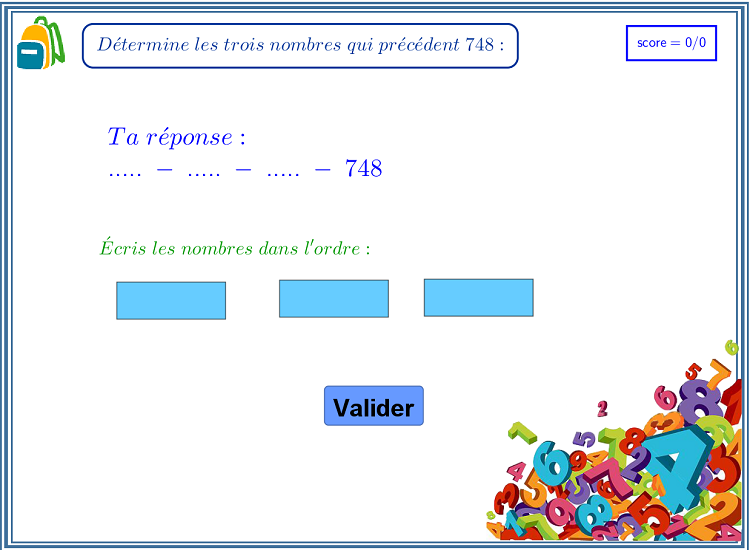 Détermine les trois nombres qui précédent 748 :
score = 0/0
Ta réponse :
..... − ..... − ..... − 748
Écris les nombres dans l'ordre :
Valider